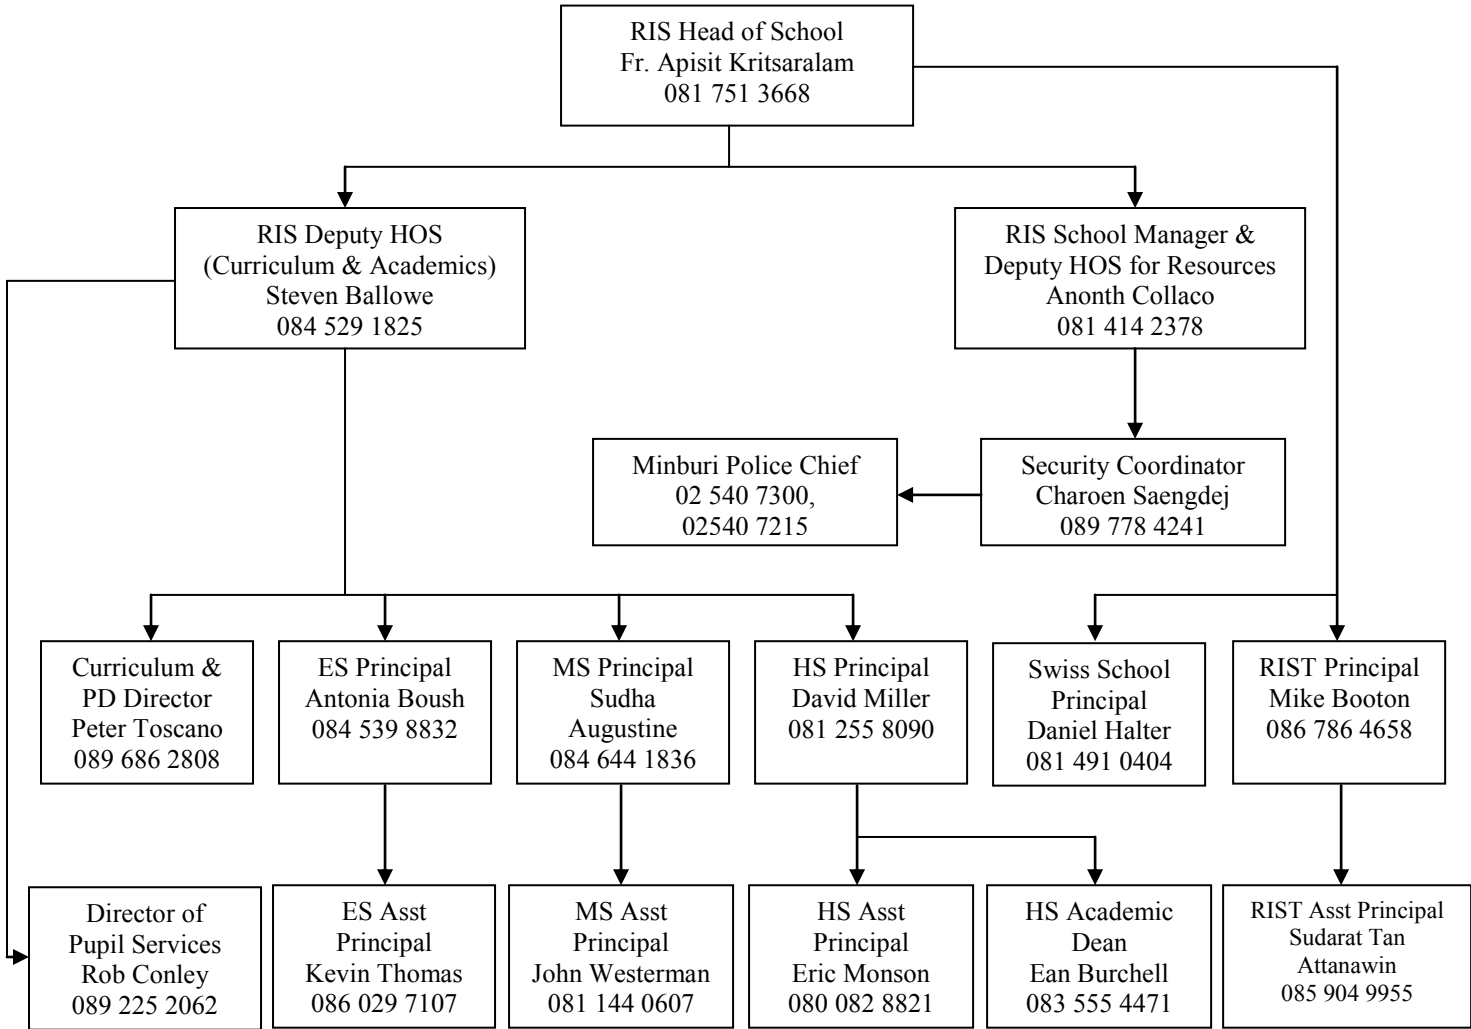 RIS Head of School
Fr. Apisit Kritsaralam
081 751 3668
RIS Deputy HOS
(Curriculum & Academics)
Steven Ballowe
084 529 1825
RIS School Manager &
Deputy HOS for Resources
Anonth Collaco
081 414 2378
Minburi Police Chief
02 540 7300,
02540 7215
Security Coordinator
Charoen Saengdej
089 778 4241
Curriculum &
PD Director
Peter Toscano
089 686 2808
ES Principal
Antonia Boush
084 539 8832
MS Principal
Sudha
Augustine
084 644 1836
HS Principal
David Miller
081 255 8090
Swiss School
Principal
Daniel Halter
081 491 0404
RIST Principal
Mike Booton
086 786 4658
Director of
Pupil Services
Rob Conley
089 225 2062
ES Asst
Principal
Kevin Thomas
086 029 7107
MS Asst
Principal
John Westerman
081 144 0607
HS Asst
Principal
Eric Monson
080 082 8821
HS Academic
Dean
Ean Burchell
083 555 4471
RIST Asst Principal
Sudarat Tan
Attanawin
085 904 9955